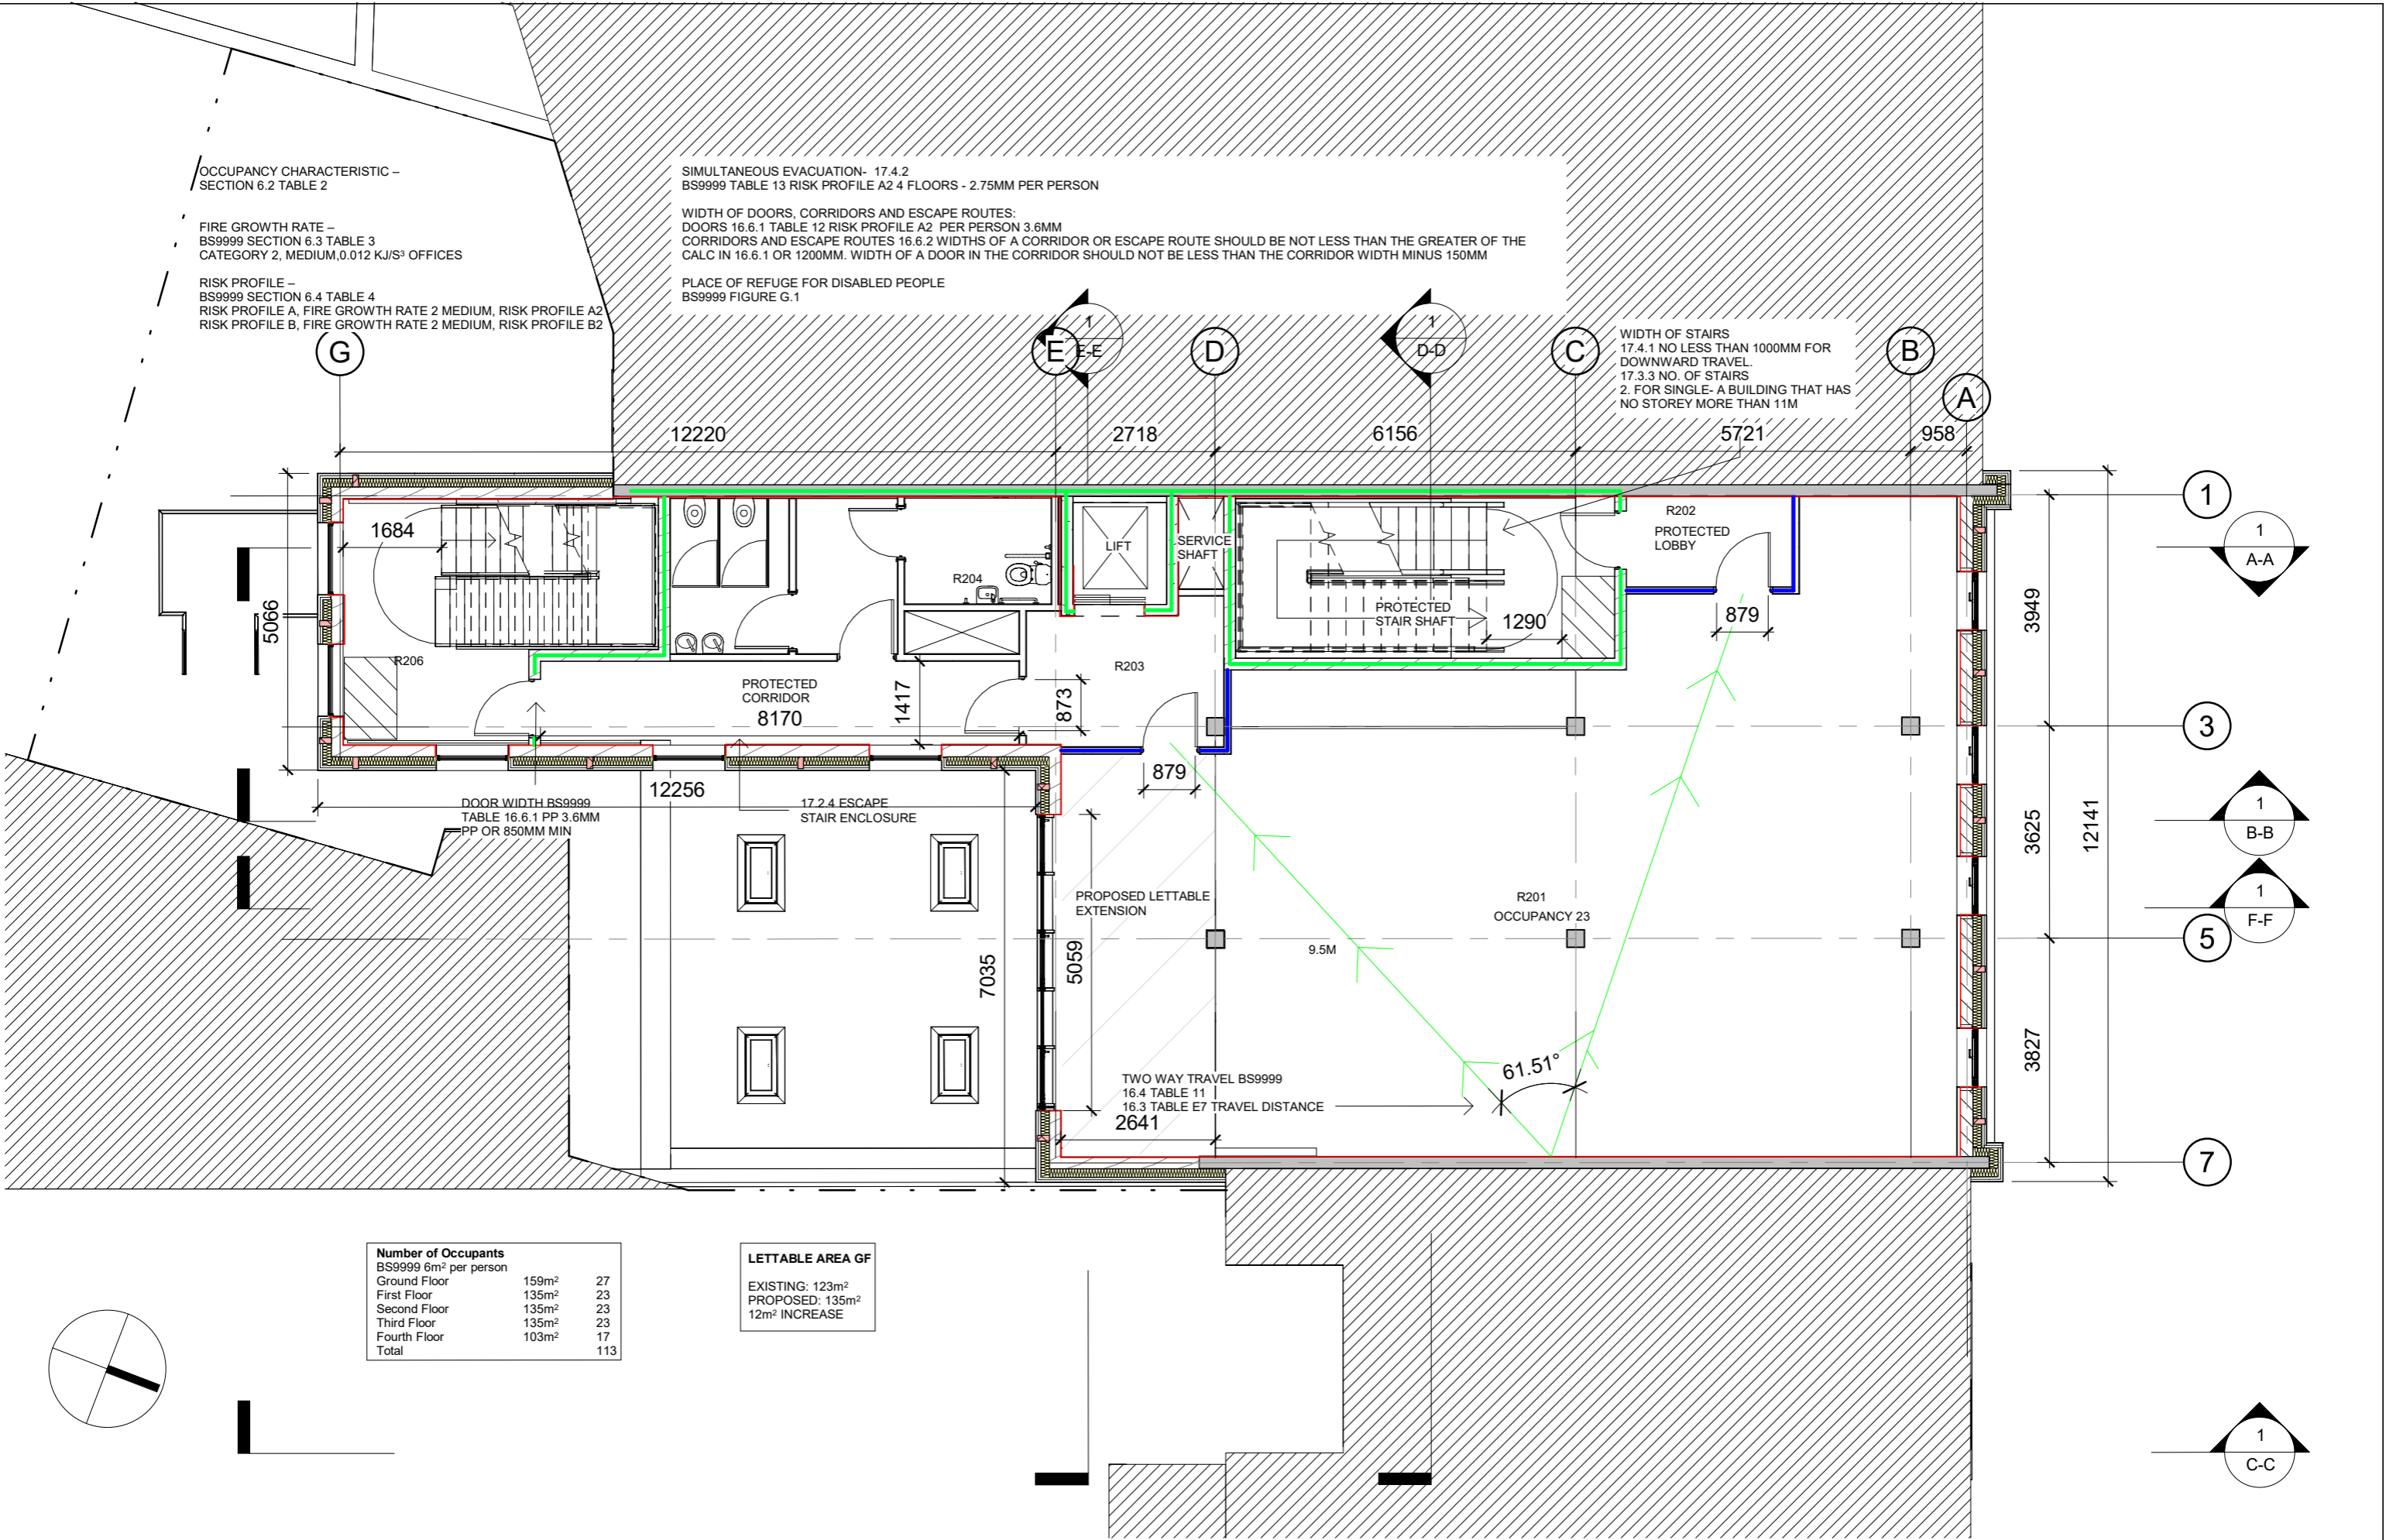 OCCUPANCY CHARACTERISTIC –
SECTION 6.2 TABLE 2
FIRE GROWTH RATE –
BS9999 SECTION 6.3 TABLE 3
CATEGORY 2, MEDIUM,0.012 KJ/S³ OFFICES
RISK PROFILE –
BS9999 SECTION 6.4 TABLE 4
RISK PROFILE A, FIRE GROWTH RATE 2 MEDIUM, RISK PROFILE A2
RISK PROFILE B, FIRE GROWTH RATE 2 MEDIUM, RISK PROFILE B2
SIMULTANEOUS EVACUATION- 17.4.2
BS9999 TABLE 13 RISK PROFILE A2 4 FLOORS - 2.75MM PER PERSON
WIDTH OF DOORS, CORRIDORS AND ESCAPE ROUTES:
DOORS 16.6.1 TABLE 12 RISK PROFILE A2 PER PERSON 3.6MM
CORRIDORS AND ESCAPE ROUTES 16.6.2 WIDTHS OF A CORRIDOR OR ESCAPE ROUTE SHOULD BE NOT LESS THAN THE GREATER OF THE
CALC IN 16.6.1 OR 1200MM. WIDTH OF A DOOR IN THE CORRIDOR SHOULD NOT BE LESS THAN THE CORRIDOR WIDTH MINUS 150MM
PLACE OF REFUGE FOR DISABLED PEOPLE
BS9999 FIGURE G.1
WIDTH OF STAIRS
17.4.1 NO LESS THAN 1000MM FOR
DOWNWARD TRAVEL.
17.3.3 NO. OF STAIRS
2. FOR SINGLE- A BUILDING THAT HAS
NO STOREY MORE THAN 11M
G
E
1
E-E
D
1
D-D
C
B
A
12220
2718
6156
5721
958
1
1
A-A
3
1
B-B
1
F-F
5
7
1
C-C
3949
3625
12141
3827
5066
1684
R206
R204
LIFT
SERVICE
SHAFT
PROTECTED
STAIR SHAFT
1290
R202
PROTECTED
LOBBY
879
R203
PROTECTED
CORRIDOR
8170
1417
873
879
12256
DOOR WIDTH BS9999
TABLE 16.6.1 PP 3.6MM
PP OR 850MM MIN
17.2.4 ESCAPE
STAIR ENCLOSURE
PROPOSED LETTABLE
EXTENSION
5059
7035
R201
OCCUPANCY 23
9.5M
61.51°
TWO WAY TRAVEL BS9999
16.4 TABLE 11
16.3 TABLE E7 TRAVEL DISTANCE
2641
Number of Occupants
BS9999 6m² per person
Ground Floor 159m² 27
First Floor 135m² 23
Second Floor 135m² 23
Third Floor 135m² 23
Fourth Floor 103m² 17
Total 113
LETTABLE AREA GF
EXISTING: 123m²
PROPOSED: 135m²
12m² INCREASE